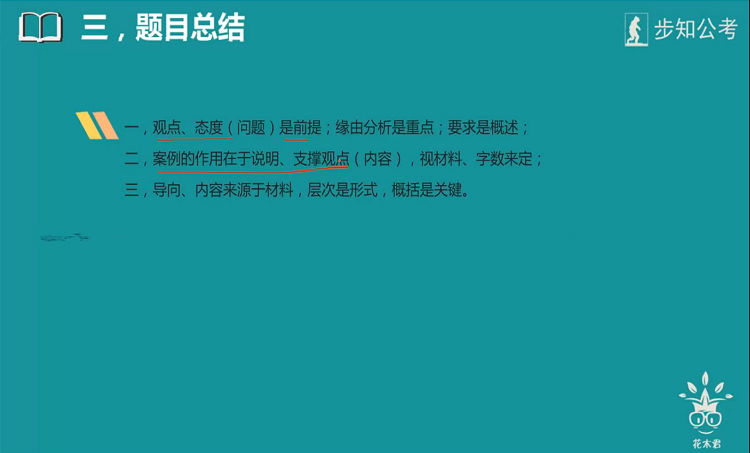 三，题目总结
步知公考
一，观点、态度（问题）是前提；缘由分析是重点；要求是概述；
二，案例的作用在于说明、支撑观点（内容），视材料、字数来定；
三，导向、内容来源于材料，层次是形式，概括是关键。
花木君